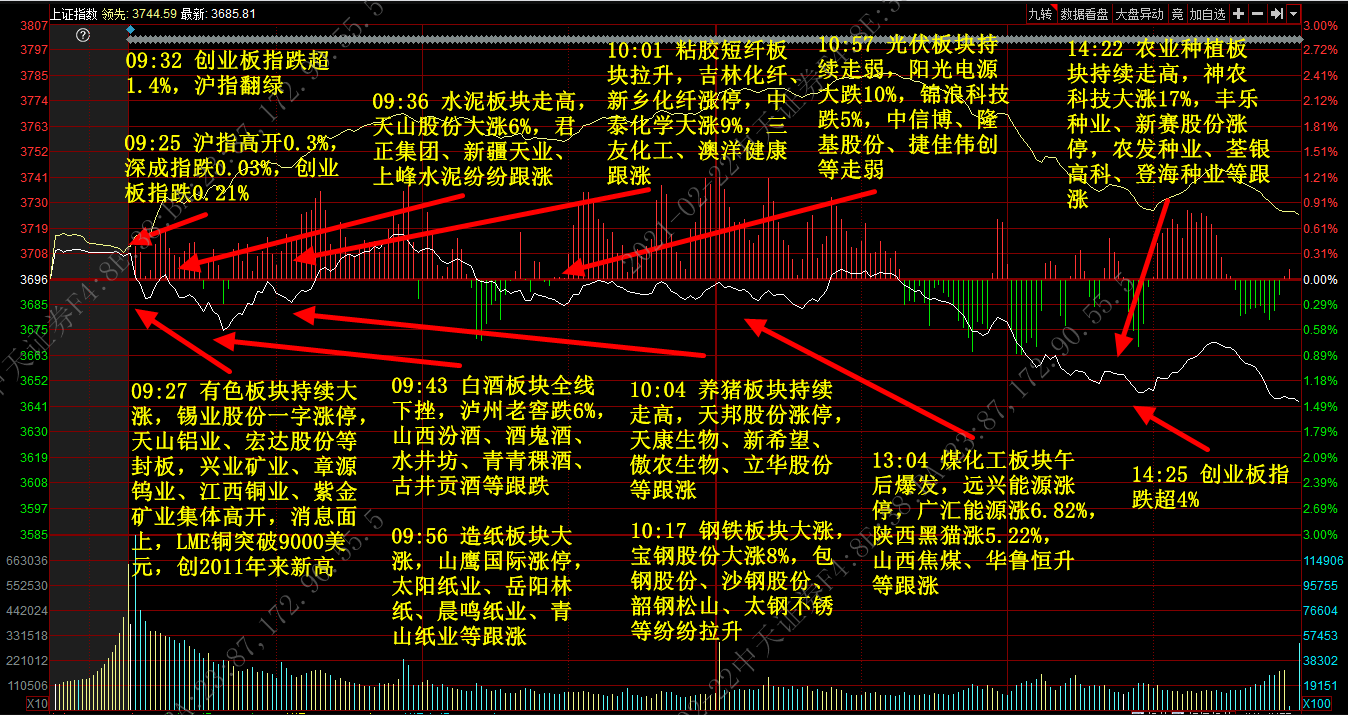 上证指数 领先: 3744.59 最新: 3685.81
九转 数据看盘 大盘异动 竞 加自选
09:32 创业板指跌超
1.4%，沪指翻绿
09:25 沪指高开0.3%，
深成指跌0.03%，创业
板指跌0.21%
09:36 水泥板块走高，
天山股份大涨6%，君
正集团、新疆天业、
上峰水泥纷纷跟涨
10:01 粘胶短纤板
块拉升，吉林化纤、
新乡化纤涨停，中
泰化学大涨9%，三
友化工、澳洋健康
跟涨
10:57 光伏板块持
续走弱，阳光电源
大跌10%，锦浪科技
跌5%，中信博、隆
基股份、捷佳伟创
等走弱
14:22 农业种植板
块持续走高，神农
科技大涨17%，丰乐
种业、新赛股份涨
停，农发种业、荃银
高科、登海种业等跟
涨
09:27 有色板块持续大
涨，锡业股份一字涨停，
天山铝业、宏达股份等
封板，兴业矿业、章源
钨业、江西铜业、紫金
矿业集体高开，消息面
上，LME铜突破9000美
元，创2011年来新高
09:43 白酒板块全线
下挫，泸州老窖跌6%，
山西汾酒、酒鬼酒、
水井坊、青青稞酒、
古井贡酒等跟跌
09:56 造纸板块大
涨，山鹰国际涨停，
太阳纸业、岳阳林
纸、晨鸣纸业、青
山纸业等跟涨
10:04 养猪板块持续
走高，天邦股份涨停，
天康生物、新希望、
傲农生物、立华股份
等跟涨
10:17 钢铁板块大涨，
宝钢股份大涨8%，包
钢股份、沙钢股份、
韶钢松山、太钢不锈
等纷纷拉升
13:04 煤化工板块午
后爆发，远兴能源涨
停，广汇能源涨6.82%，
陕西黑猫涨5.22%，
山西焦煤、华鲁恒升
等跟涨
14:25 创业板指
跌超4%
3807
3797
3785
3774
3763
3752
3741
3730
3719
3708
3696
3685
3675
3663
3652
3641
3630
3619
3608
3597
3585
663036
552530
442024
331518
221012
110506
X10
3.00%
2.72%
2.41%
2.12%
1.81%
1.51%
1.21%
0.91%
0.61%
0.31%
0.00%
0.29%
0.58%
0.89%
1.18%
1.49%
1.79%
2.09%
2.39%
2.69%
3.00%
114906
95755
76604
57453
38302
19151
X100